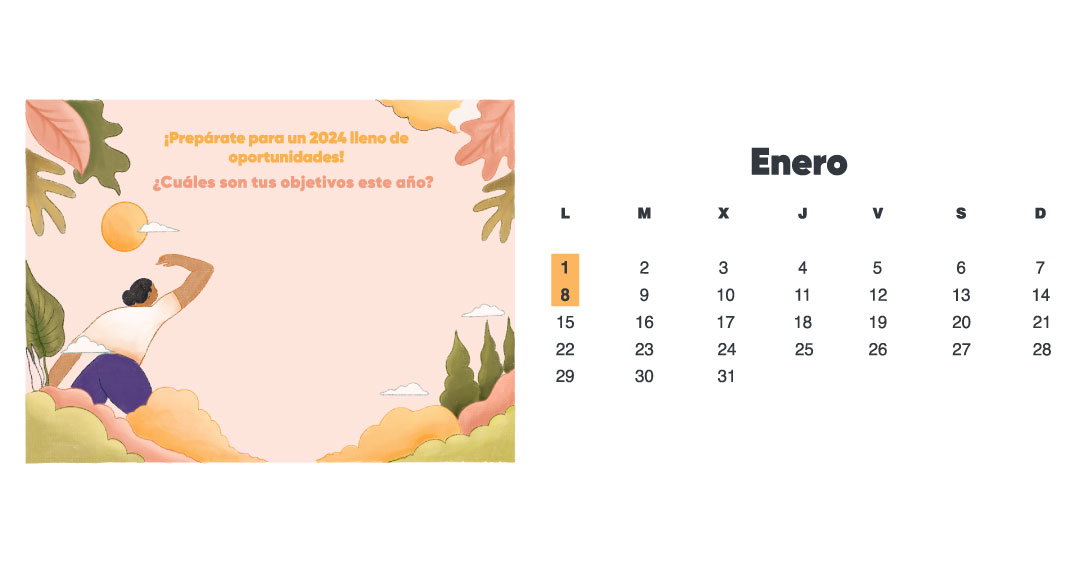 ¡Prepárate para un 2024 lleno de
oportunidades!
¿Cuáles son tus objetivos este año?
Enero
L M X J V S D
1 2 3 4 5 6 7
8 9 10 11 12 13 14
15 16 17 18 19 20 21
22 23 24 25 26 27 28
29 30 31